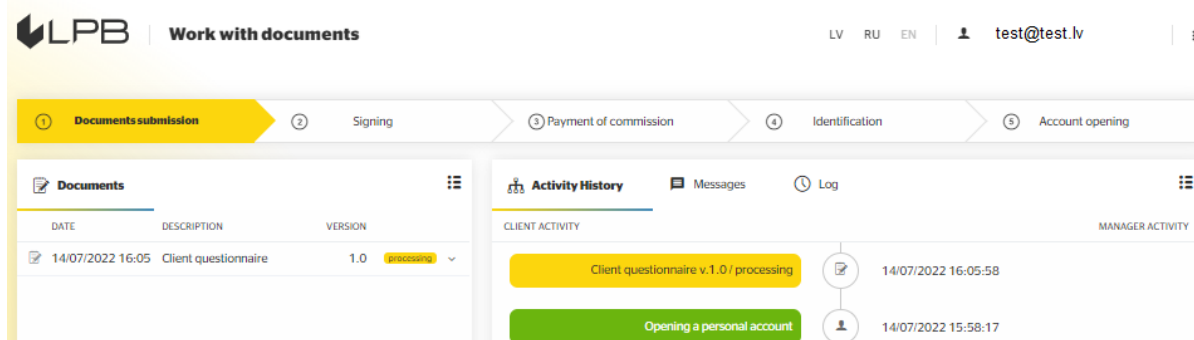 LPB Work with documents LV RU EN test@test.lv
1 Documents submission 2 Signing 3 Payment of commission 4 Identification 5 Account opening
Documents
DATE DESCRIPTION VERSION
14/07/2022 16:05 Client questionnaire 1.0 processing
Activity History Messages Log
CLIENT ACTIVITY MANAGER ACTIVITY
Client questionnaire v.1.0 / processing 14/07/2022 16:05:58
Opening a personal account 14/07/2022 15:58:17